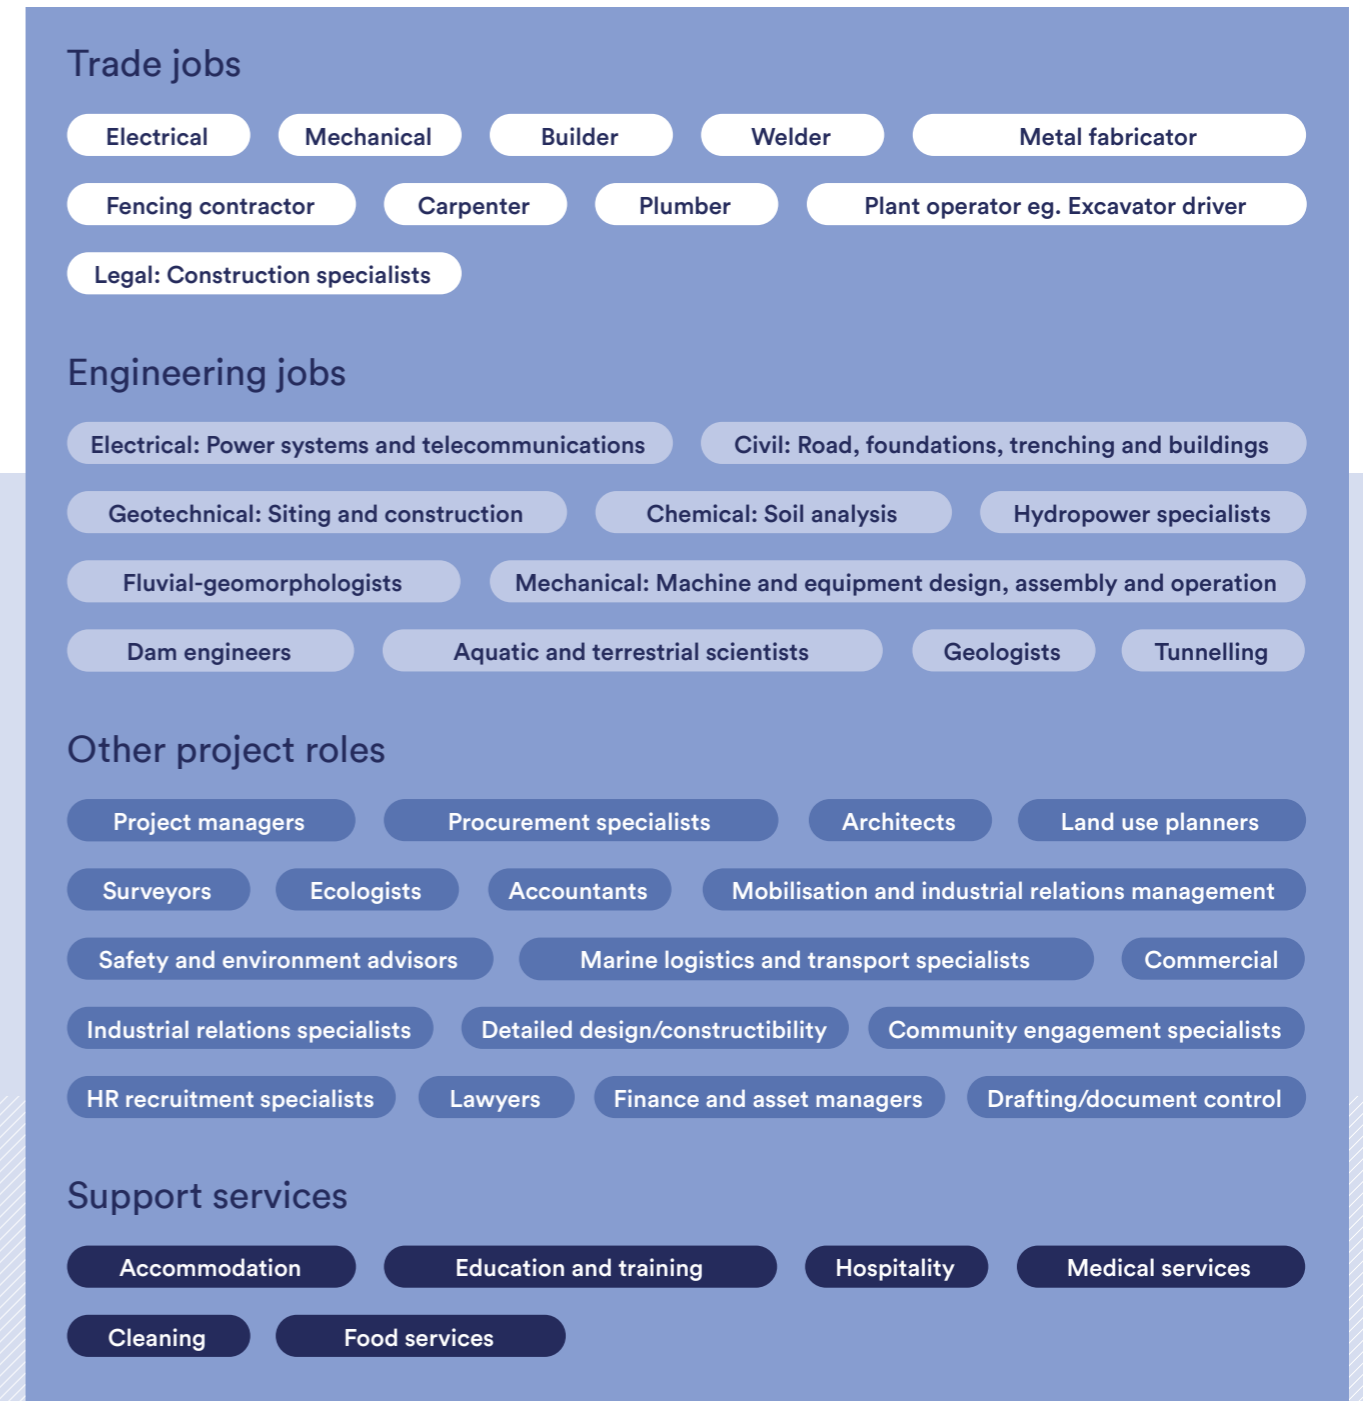 Trade jobs
Electrical Mechanical Builder Welder Metal fabricator
Fencing contractor Carpenter Plumber Plant operator eg. Excavator driver
Legal: Construction specialists
Engineering jobs
Electrical: Power systems and telecommunications Civil: Road, foundations, trenching and buildings
Geotechnical: Siting and construction Chemical: Soil analysis Hydropower specialists
Fluvial-geomorphologists Mechanical: Machine and equipment design, assembly and operation
Dam engineers Aquatic and terrestrial scientists Geologists Tunnelling
Other project roles
Project managers Procurement specialists Architects Land use planners
Surveyors Ecologists Accountants Mobilisation and industrial relations management
Safety and environment advisors Marine logistics and transport specialists Commercial
Industrial relations specialists Detailed design/constructibility Community engagement specialists
HR recruitment specialists Lawyers Finance and asset managers Drafting/document control
Support services
Accommodation Education and training Hospitality Medical services
Cleaning Food services